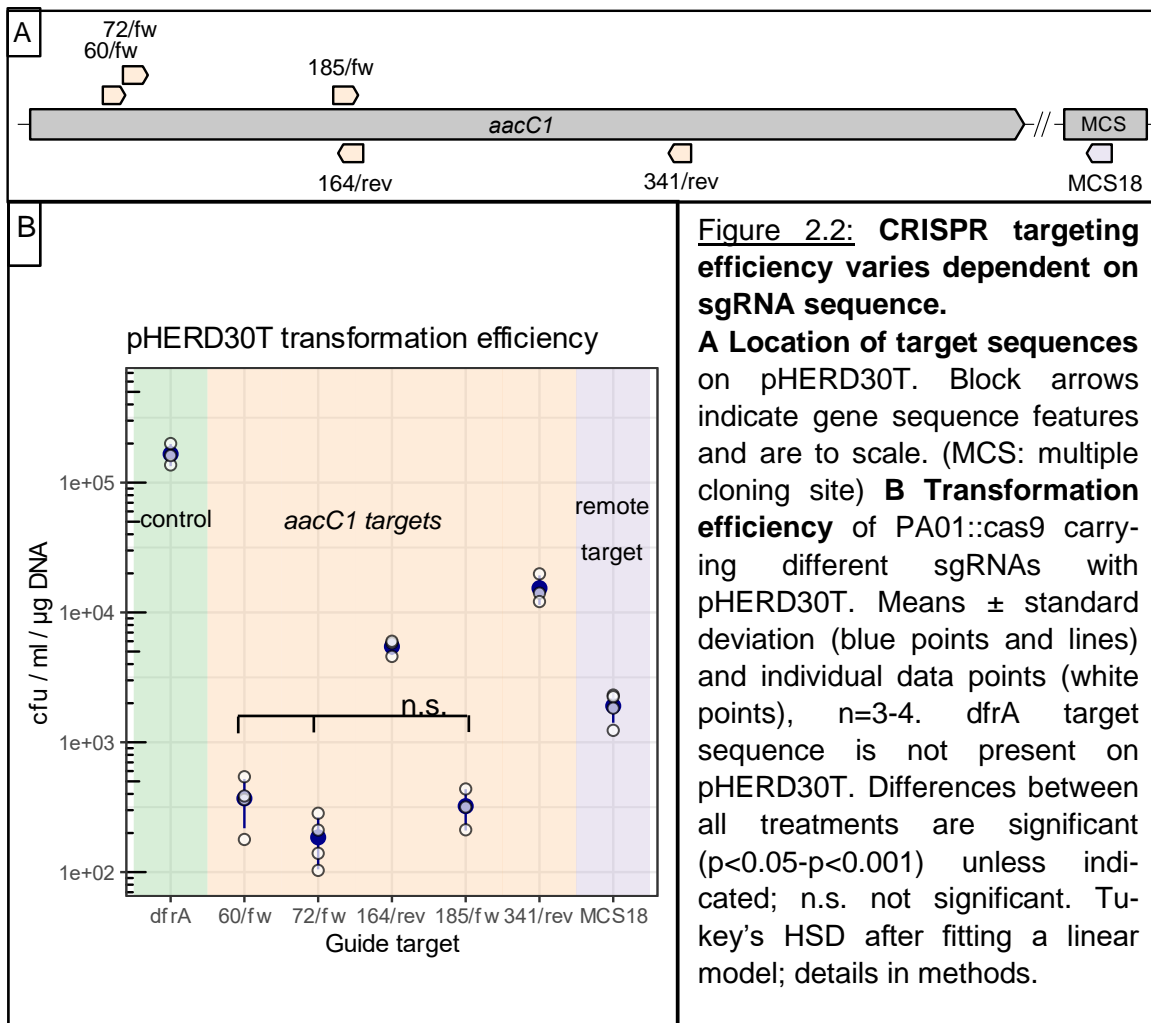 A
72/fw
60/fw
185/fw
aacC1
MCS
164/rev
341/rev
MCS18
B
pHERD30T transformation efficiency
cfu / ml / µg DNA
1e+05
1e+04
1e+03
1e+02
control
aacC1 targets
remote
target
n.s.
dfrA
60/fw
72/fw
164/rev
185/fw
341/rev
MCS18
Guide target
Figure 2.2: CRISPR targeting
efficiency varies dependent on
sgRNA sequence.
A Location of target sequences
on pHERD30T. Block arrows
indicate gene sequence features
and are to scale. (MCS: multiple
cloning site) B Transformation
efficiency of PA01::cas9 carry-
ing different sgRNAs with
pHERD30T. Means ± standard
deviation (blue points and lines)
and individual data points (white
points), n=3-4. dfrA target
sequence is not present on
pHERD30T. Differences between
all treatments are significant
(p<0.05-p<0.001) unless indi-
cated; n.s. not significant. Tu-
key's HSD after fitting a linear
model; details in methods.